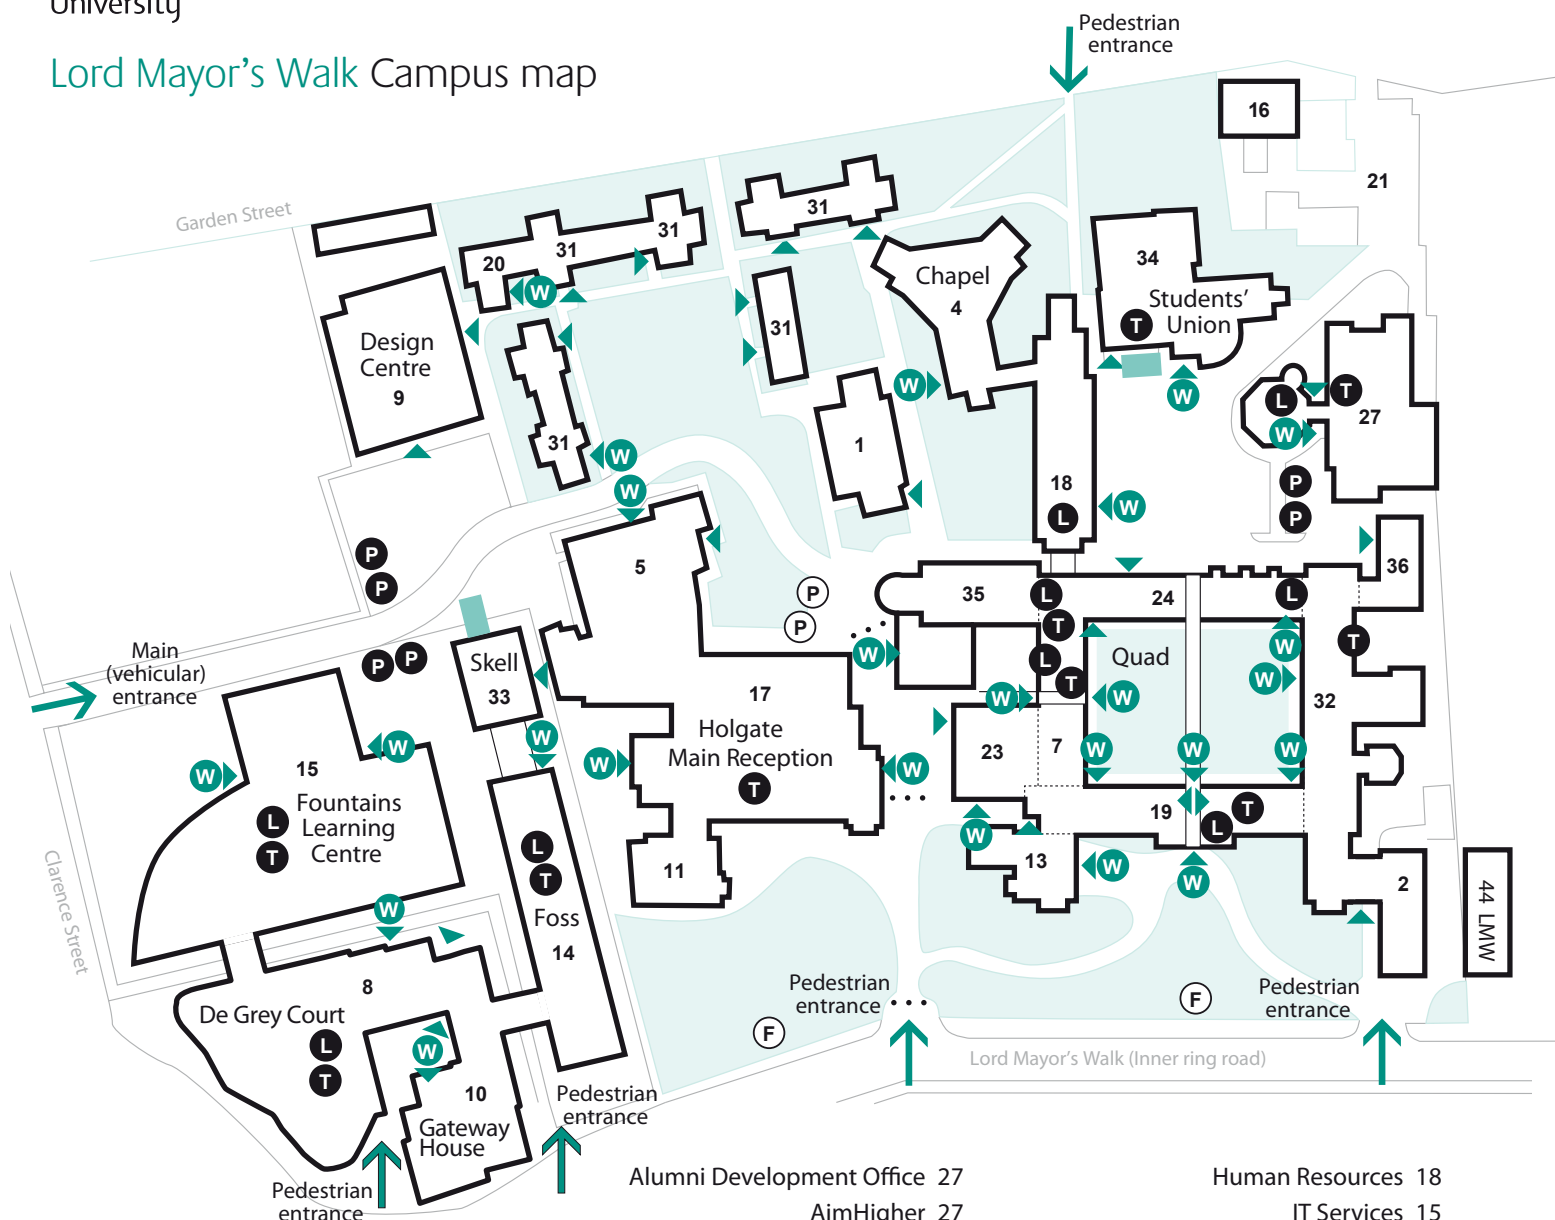 University
Lord Mayor's Walk Campus map
Pedestrian
entrance
16
21
Garden Street
31
31
31
20
W
34
Students'
Union
T
Chapel
4
31
Design
Centre
9
W
W
L
T
W
27
31
W
1
18
L
W
W
P
P
P
P
5
36
P
P
35
L
T
24
L
T
W
L
T
Quad
W
W
W
W
32
Main
(vehicular)
entrance
P
P
Skell
33
17
Holgate
Main Reception
T
W
W
W
23
7
W
W
W
W
W
15
Fountains
Learning
Centre
L
T
L
T
Foss
14
11
W
13
W
19
L
T
W
2
44 LMW
Clarence Street
W
8
De Grey Court
L
T
W
10
Gateway
House
Pedestrian
entrance
F
F
Pedestrian
entrance
Lord Mayor's Walk (Inner ring road)
Pedestrian
entrance
Pedestrian
entrance
Alumni Development Office 27
AimHigher 27
Human Resources 18
IT Services 15